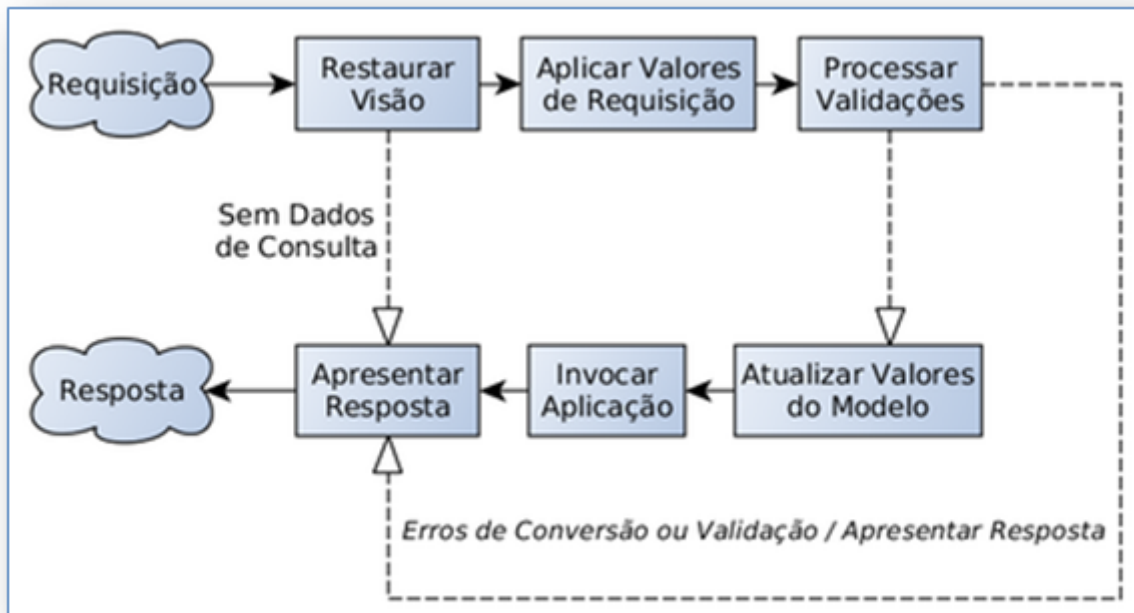 Requisição
Restaurar
Visão
Aplicar Valores
de Requisição
Processar
Validações
Sem Dados
de Consulta
Resposta
Apresentar
Resposta
Invocar
Aplicação
Atualizar Valores
do Modelo
Erros de Conversão ou Validação / Apresentar Resposta